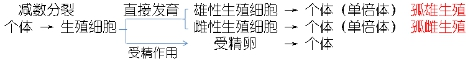 减数分裂 直接发育 雄性生殖细胞 → 个体（单倍体） 孤雄生殖
个体 → 生殖细胞 雌性生殖细胞 → 个体（单倍体） 孤雌生殖
受精作用 受精卵 → 个体